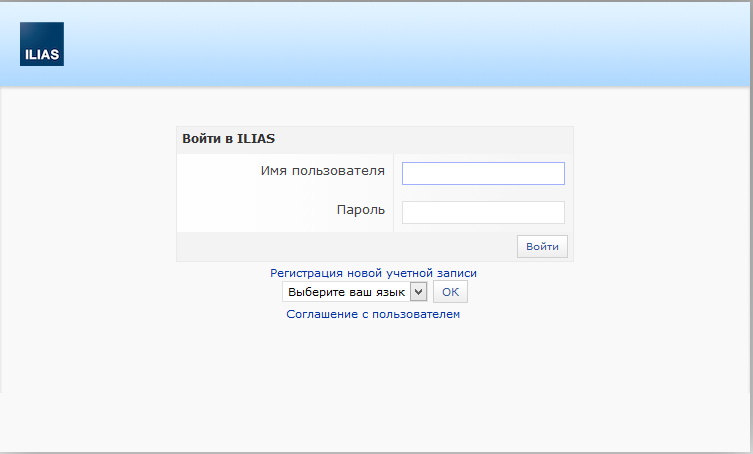 ILIAS
Войти в ILIAS
Имя пользователя
Пароль
Войти
Регистрация новой учетной записи
Выберите ваш язык OK
Соглашение с пользователем